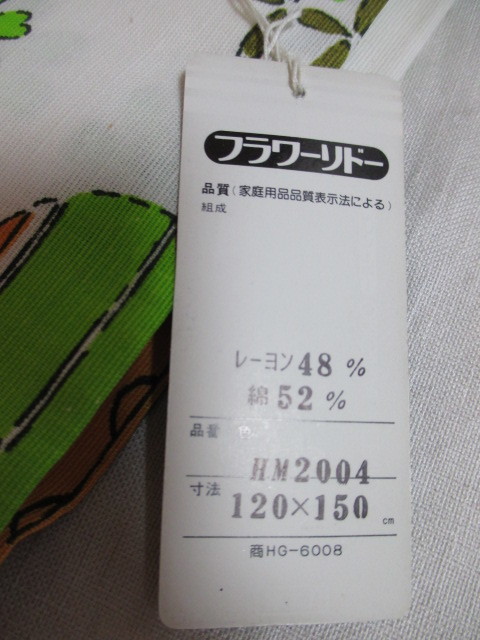 フラワーリドー
品質(家庭用品品質表示法による)
組成
レーヨン48 %
綿52 %
品番
HM2004
寸法
120×150 cm
商HG-6008